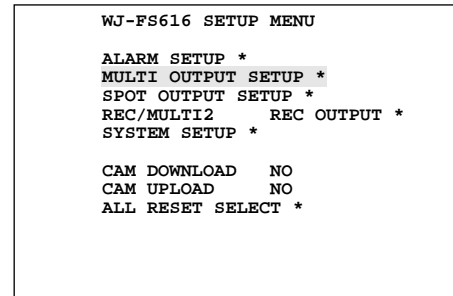 WJ-FS616 SETUP MENU
ALARM SETUP *
MULTI OUTPUT SETUP *
SPOT OUTPUT SETUP *
REC/MULTI2 REC OUTPUT *
SYSTEM SETUP *
CAM DOWNLOAD NO
CAM UPLOAD NO
ALL RESET SELECT *